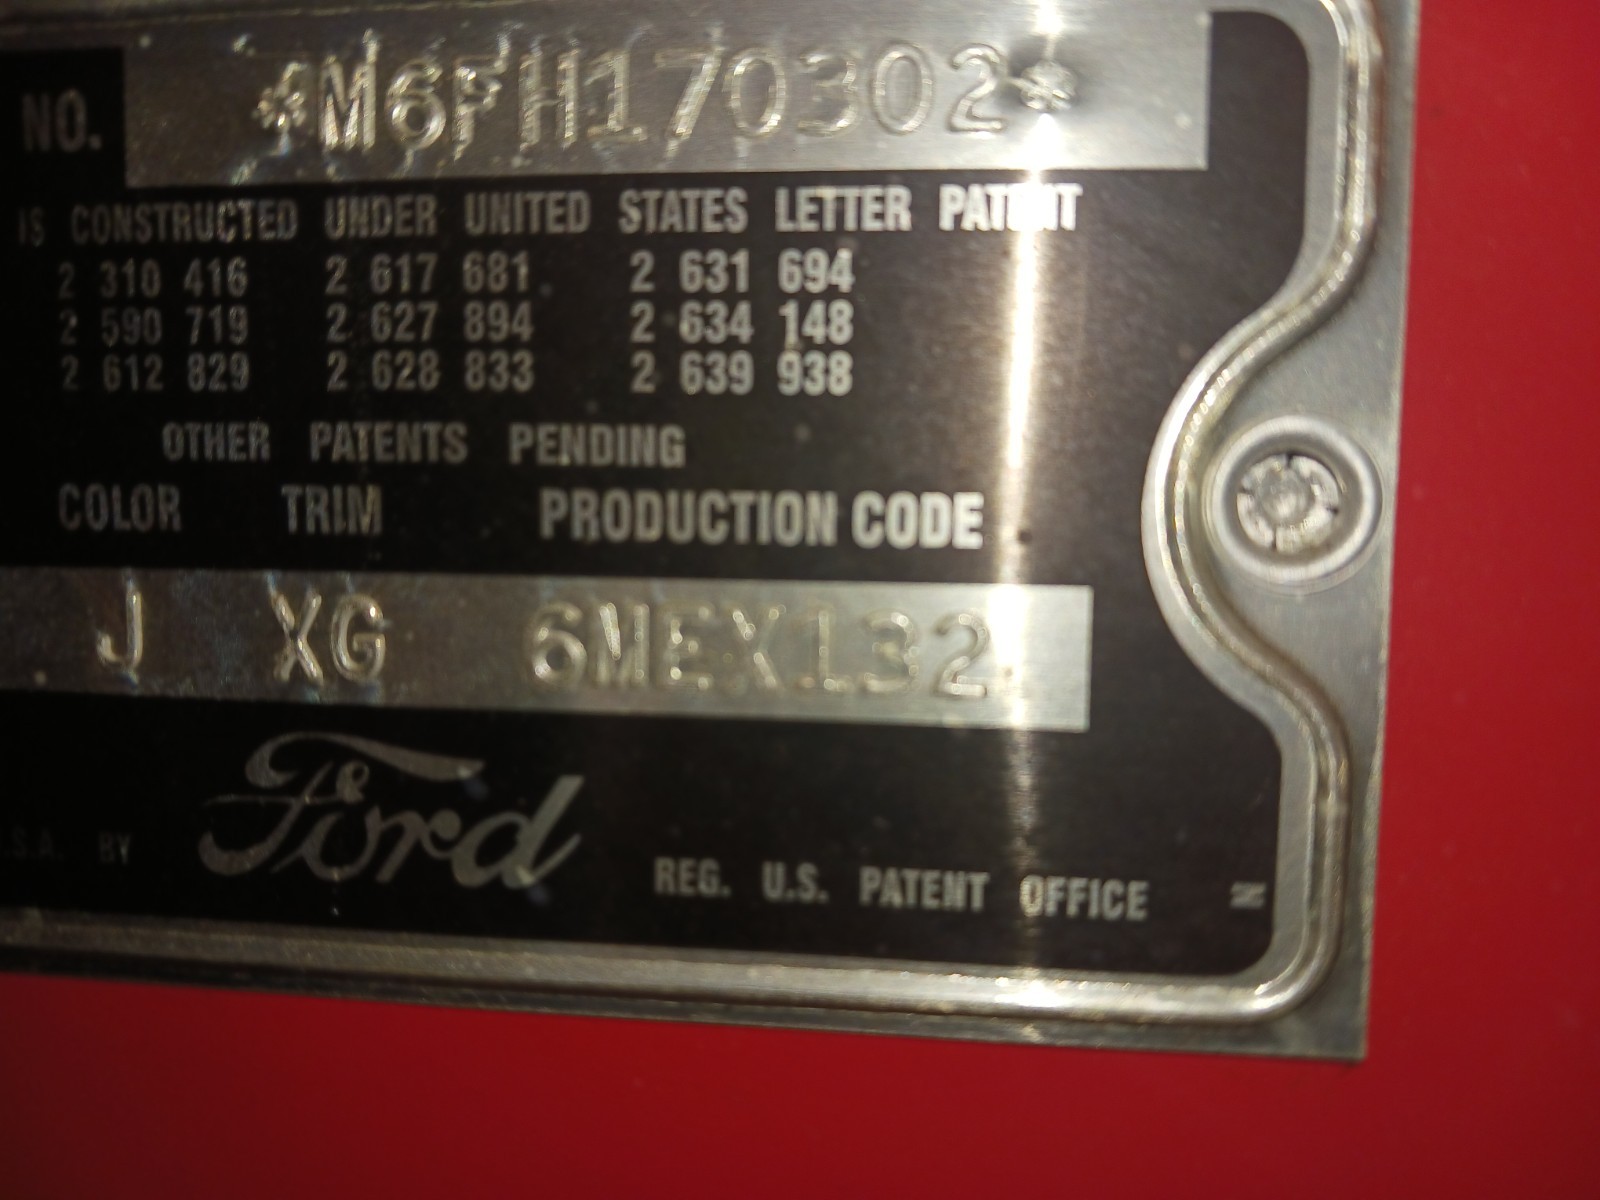 NO. *M6FH170302*
IS CONSTRUCTED UNDER UNITED STATES LETTER PATENT
2 310 416 2 617 681 2 631 694
2 590 719 2 627 894 2 634 148
2 612 829 2 628 833 2 639 938
OTHER PATENTS PENDING
COLOR TRIM PRODUCTION CODE
J XG 6MEX132
.S.A. BY Ford REG. U.S. PATENT OFFICE N